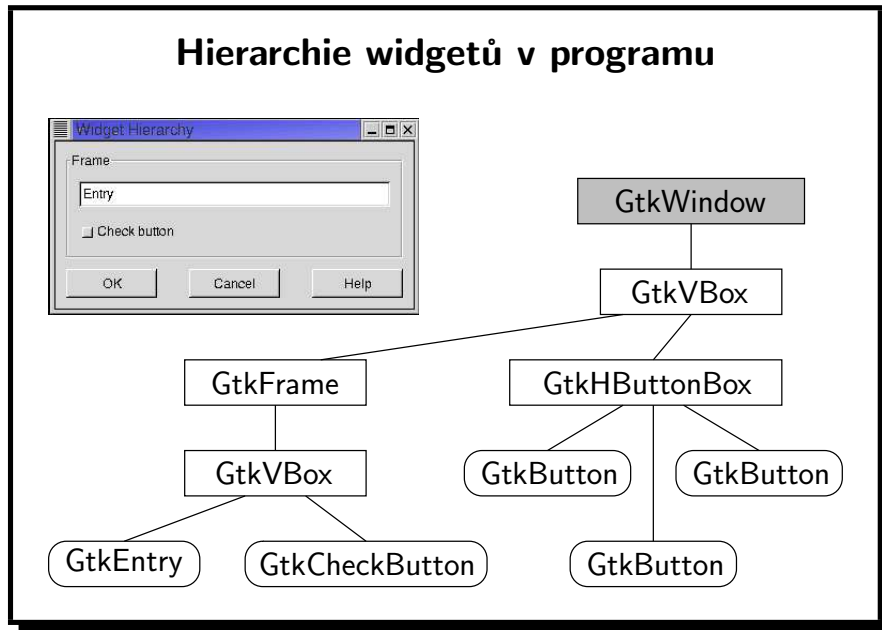 Hierarchie widgetů v programu
Widget Hierarchy
Frame
Entry
Check button
OK Cancel Help
GtkWindow
GtkVBox
GtkFrame GtkHButtonBox
GtkVBox GtkButton GtkButton
GtkEntry GtkCheckButton GtkButton